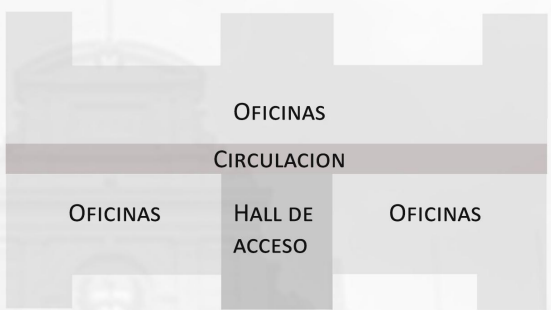 OFICINAS
CIRCULACION
OFICINAS
HALL DE
ACCESO
OFICINAS